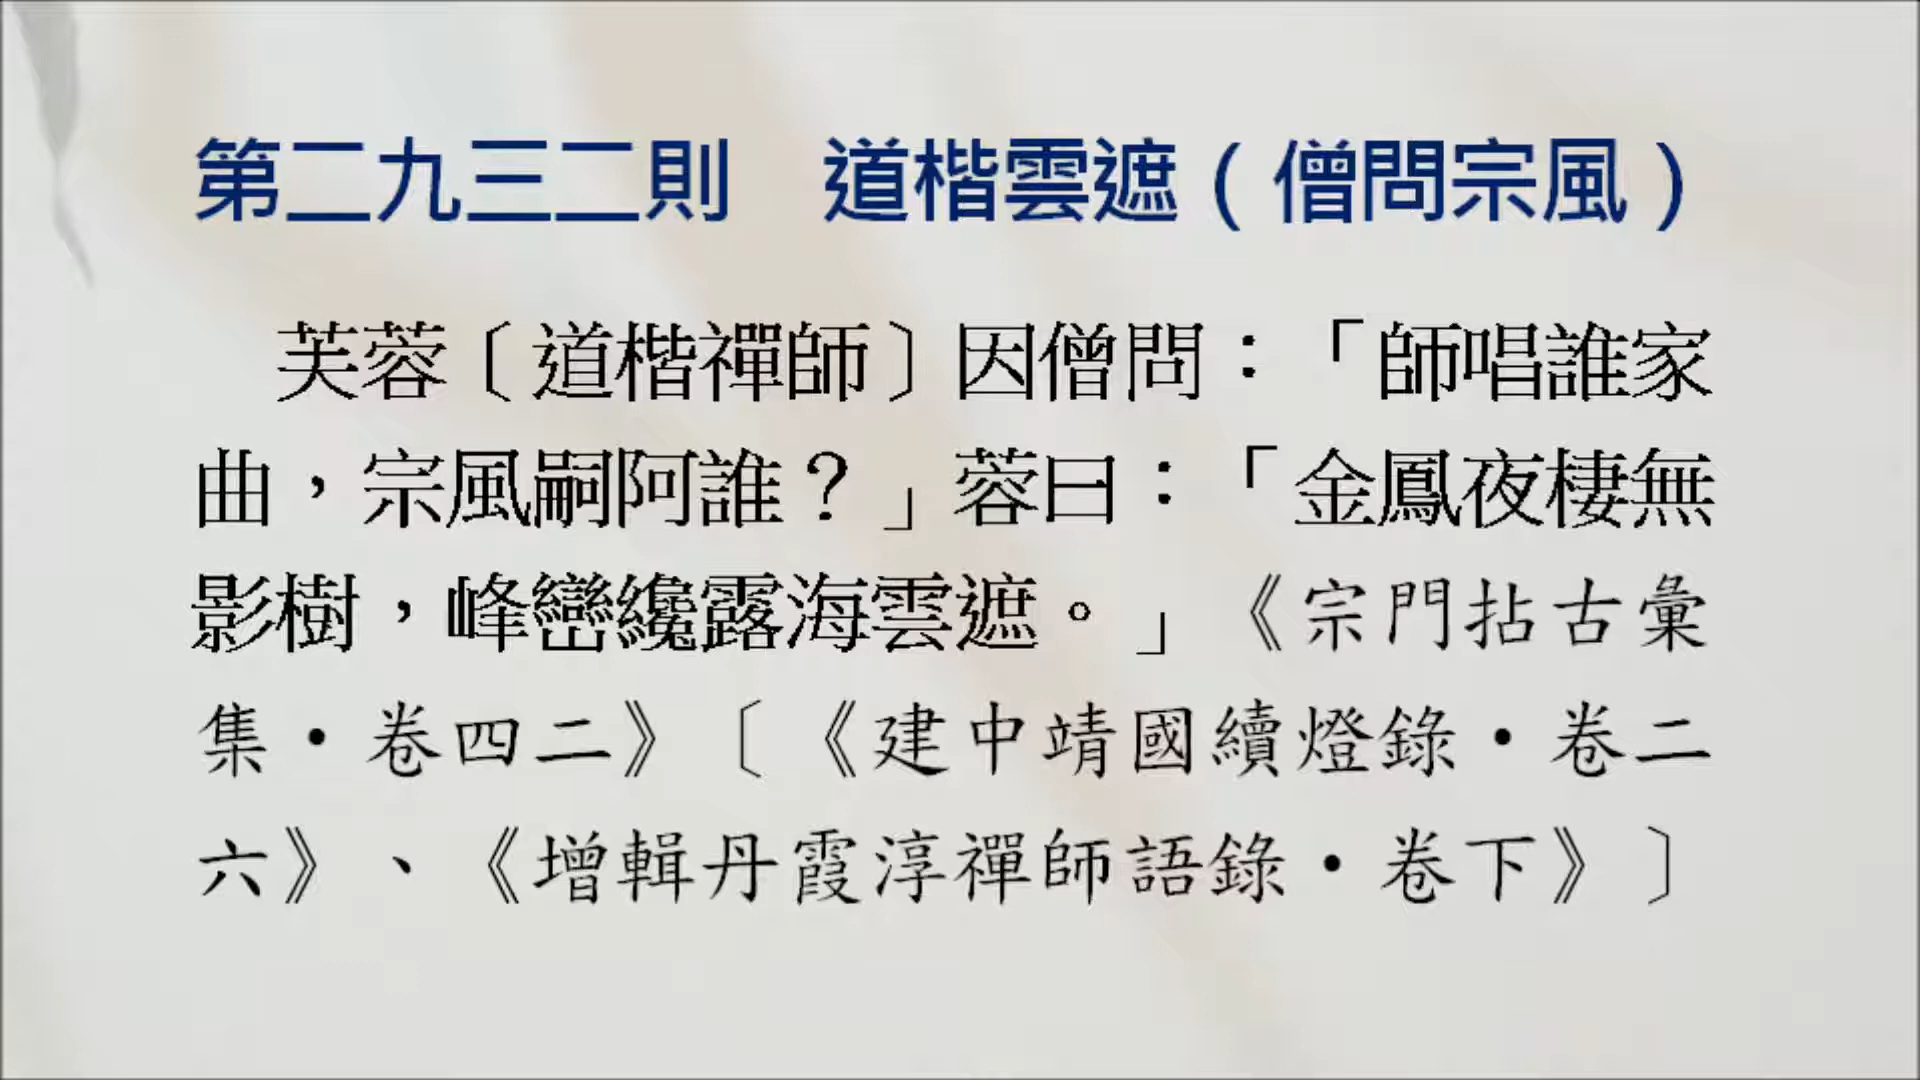 第二九三二則　道楷雲遮（僧問宗風）
芙蓉〔道楷禪師〕因僧問：「師唱誰家
曲，宗風嗣阿誰？」蓉曰：「金鳳夜棲無
影樹，峰巒纔露海雲遮。」《宗門拈古彙
集·卷四二》〔《建中靖國續燈錄·卷二
六》、《增輯丹霞淳禪師語錄·卷下》〕